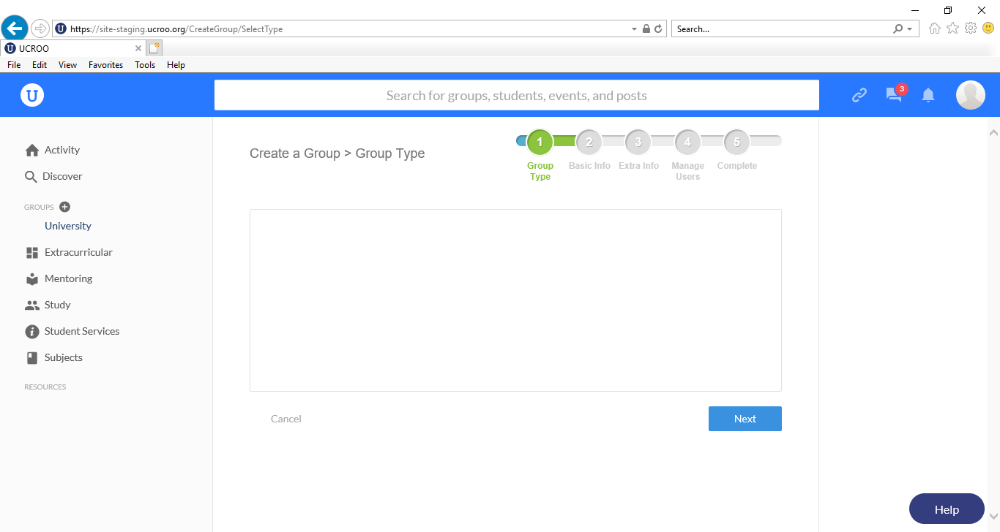 https://site-staging.ucroo.org/CreateGroup/SelectType
Search...
UCROO
File Edit View Favorites Tools Help
U
Search for groups, students, events, and posts
3
Activity
Discover
GROUPS
University
Extracurricular
Mentoring
Study
Student Services
Subjects
RESOURCES
Create a Group > Group Type
1 2 3 4 5
Group Type
Basic Info
Extra Info
Manage Users
Complete
Cancel
Next
Help